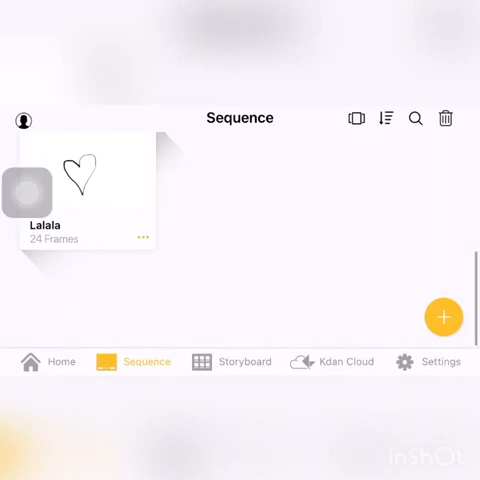 Sequence
Lalala
24 Frames
Home
Sequence
Storyboard
Kdan Cloud
Settings
InShOt